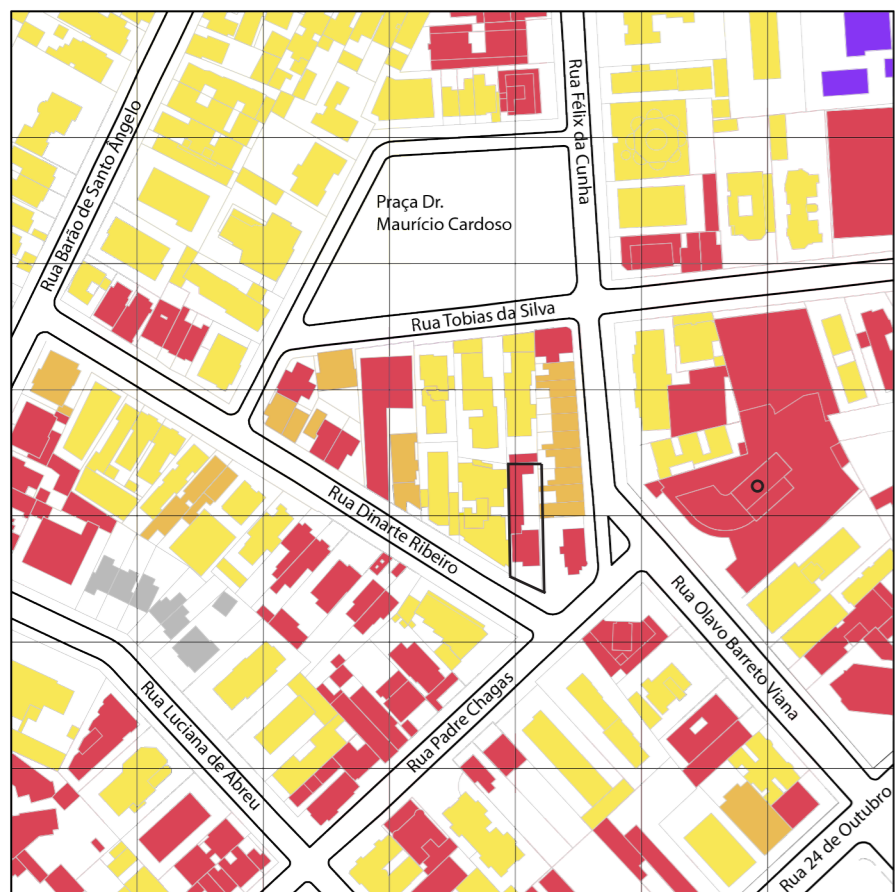 Rua Barão de Santo Ângelo
Rua Félix da Cunha
Praça Dr.
Maurício Cardoso
Rua Tobias da Silva
Rua Dinarte Ribeiro
Rua Olavo Barreto Viana
Rua Padre Chagas
Rua Luciana de Abreu
Rua 24 de Outubro